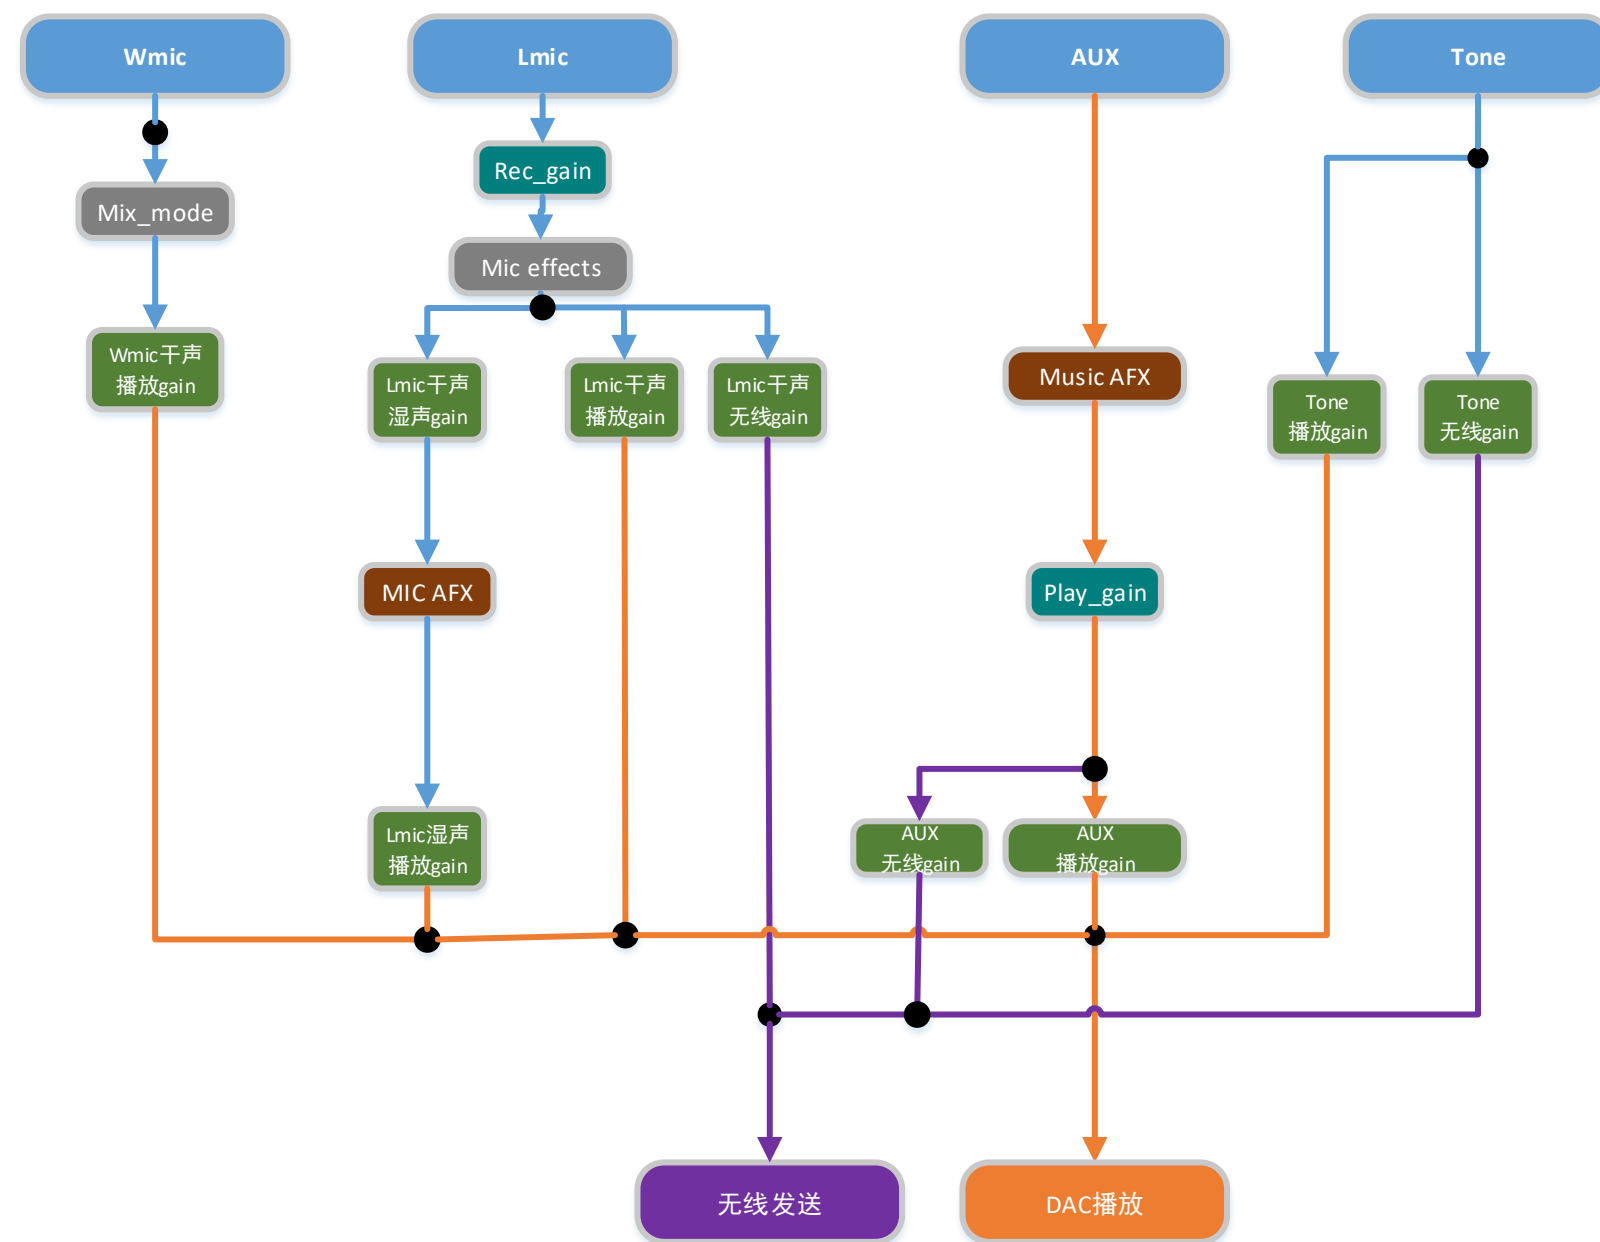 Wmic
Lmic
AUX
Tone
Rec_gain
Mix_mode
Mic effects
Wmic干声
播放gain
Lmic干声
湿声gain
Lmic干声
播放gain
Lmic干声
无线gain
Music AFX
Tone
播放gain
Tone
无线gain
MIC AFX
Play_gain
Lmic湿声
播放gain
AUX
无线gain
AUX
播放gain
无线发送
DAC播放